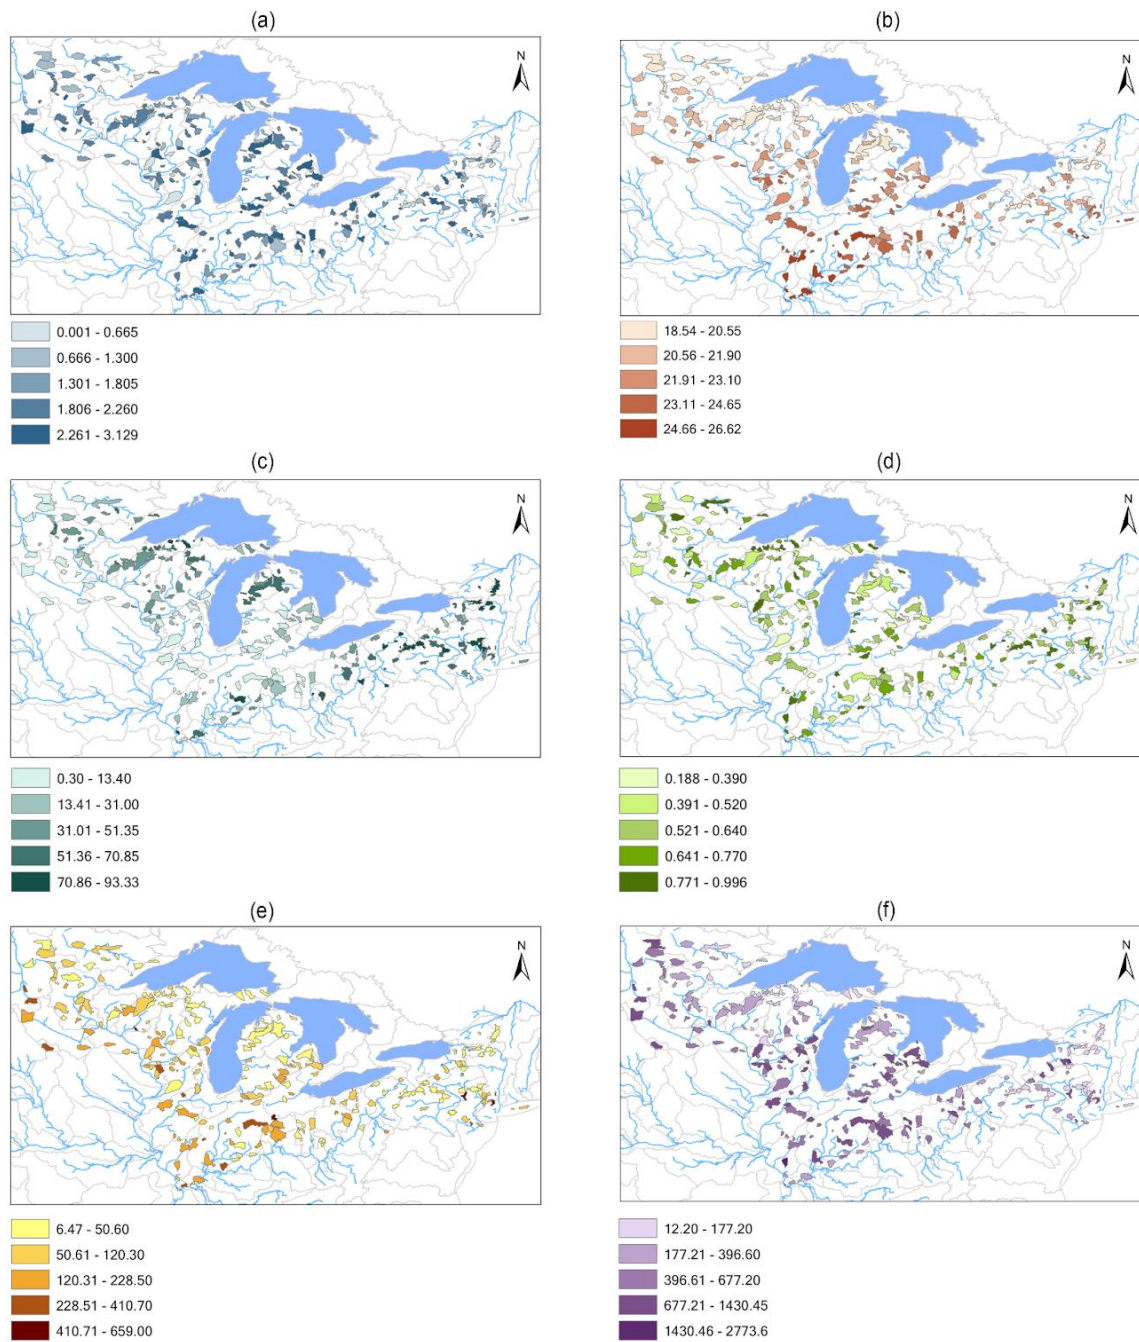 (a)
(b)
N
N
0.001 - 0.665
0.666 - 1.300
1.301 - 1.805
1.806 - 2.260
2.261 - 3.129
18.54 - 20.55
20.56 - 21.90
21.91 - 23.10
23.11 - 24.65
24.66 - 26.62
(c)
(d)
N
N
0.30 - 13.40
13.41 - 31.00
31.01 - 51.35
51.36 - 70.85
70.86 - 93.33
0.188 - 0.390
0.391 - 0.520
0.521 - 0.640
0.641 - 0.770
0.771 - 0.996
(e)
(f)
N
N
6.47 - 50.60
50.61 - 120.30
120.31 - 228.50
228.51 - 410.70
410.71 - 659.00
12.20 - 177.20
177.21 - 396.60
396.61 - 677.20
677.21 - 1430.45
1430.46 - 2773.6